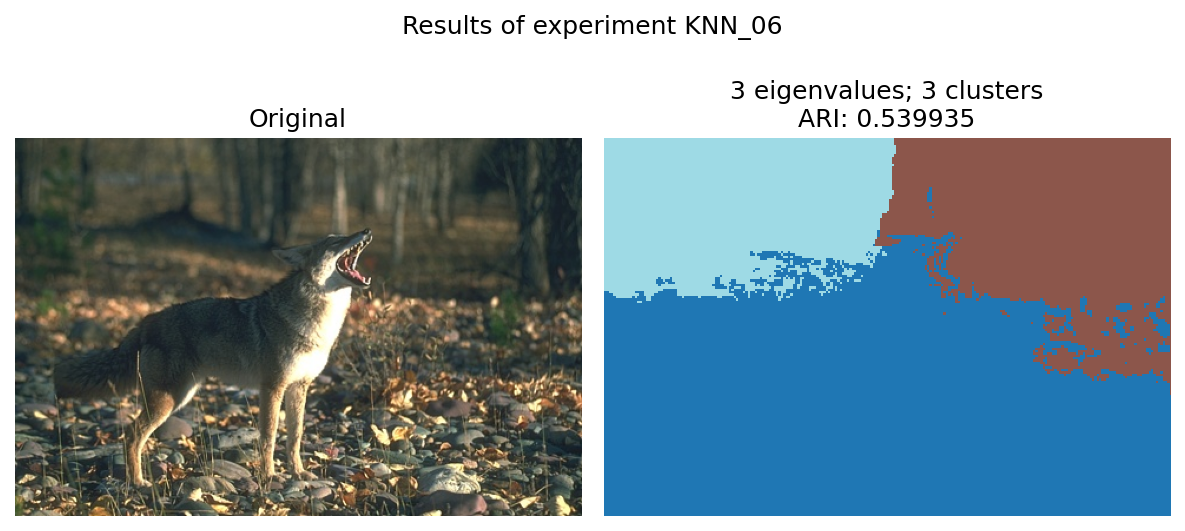 Results of experiment KNN_06
Original
3 eigenvalues; 3 clusters
ARI: 0.539935